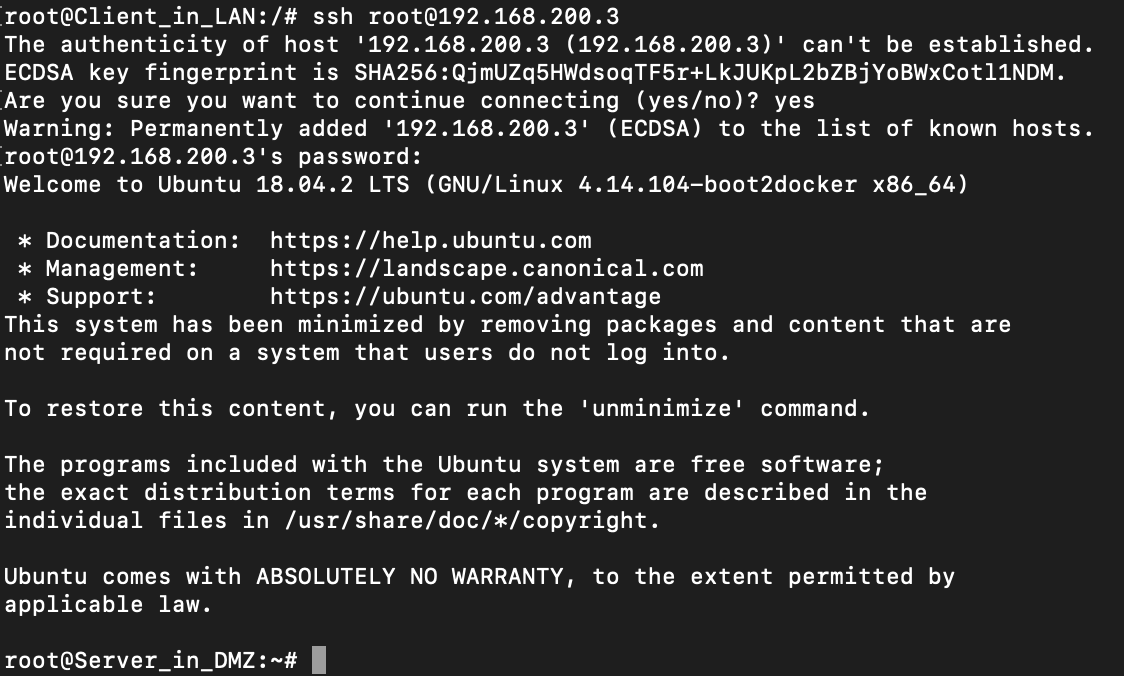 [root@Client_in_LAN:/# ssh root@192.168.200.3
The authenticity of host '192.168.200.3 (192.168.200.3)' can't be established.
ECDSA key fingerprint is SHA256:QjmUZq5HWdsoqTF5r+LkJUKpL2bZBjYoBWxCotl1NDM.
[Are you sure you want to continue connecting (yes/no)? yes
Warning: Permanently added '192.168.200.3' (ECDSA) to the list of known hosts.
[root@192.168.200.3's password:
Welcome to Ubuntu 18.04.2 LTS (GNU/Linux 4.14.104-boot2docker x86_64)

 * Documentation:  https://help.ubuntu.com
 * Management:     https://landscape.canonical.com
 * Support:        https://ubuntu.com/advantage
This system has been minimized by removing packages and content that are
not required on a system that users do not log into.

To restore this content, you can run the 'unminimize' command.

The programs included with the Ubuntu system are free software;
the exact distribution terms for each program are described in the
individual files in /usr/share/doc/*/copyright.

Ubuntu comes with ABSOLUTELY NO WARRANTY, to the extent permitted by
applicable law.

root@Server_in_DMZ:~#